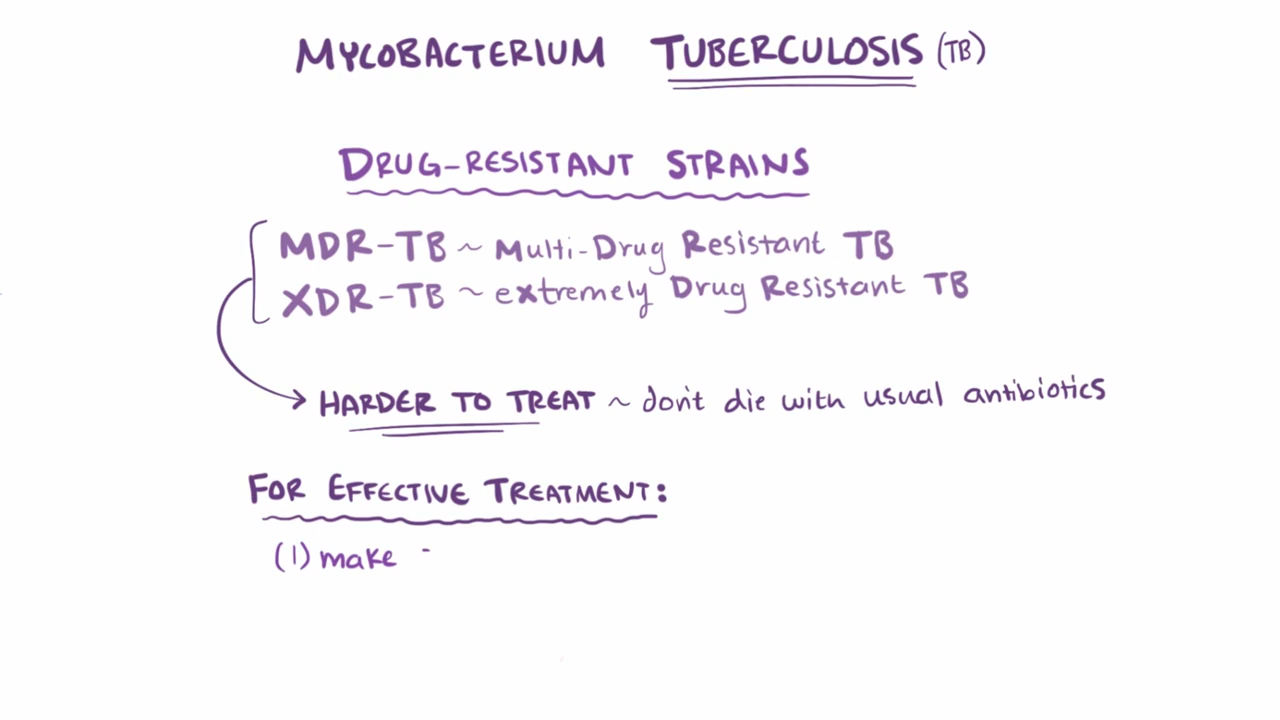 MYCOBACTERIUM TUBERCULOSIS (TB)
DRUG-RESISTANT STRAINS
MDR-TB ~ Multi-Drug Resistant TB
XDR-TB ~ extremely Drug Resistant TB
HARDER TO TREAT ~ don't die with usual antibiotics
FOR EFFECTIVE TREATMENT:
(1) make -